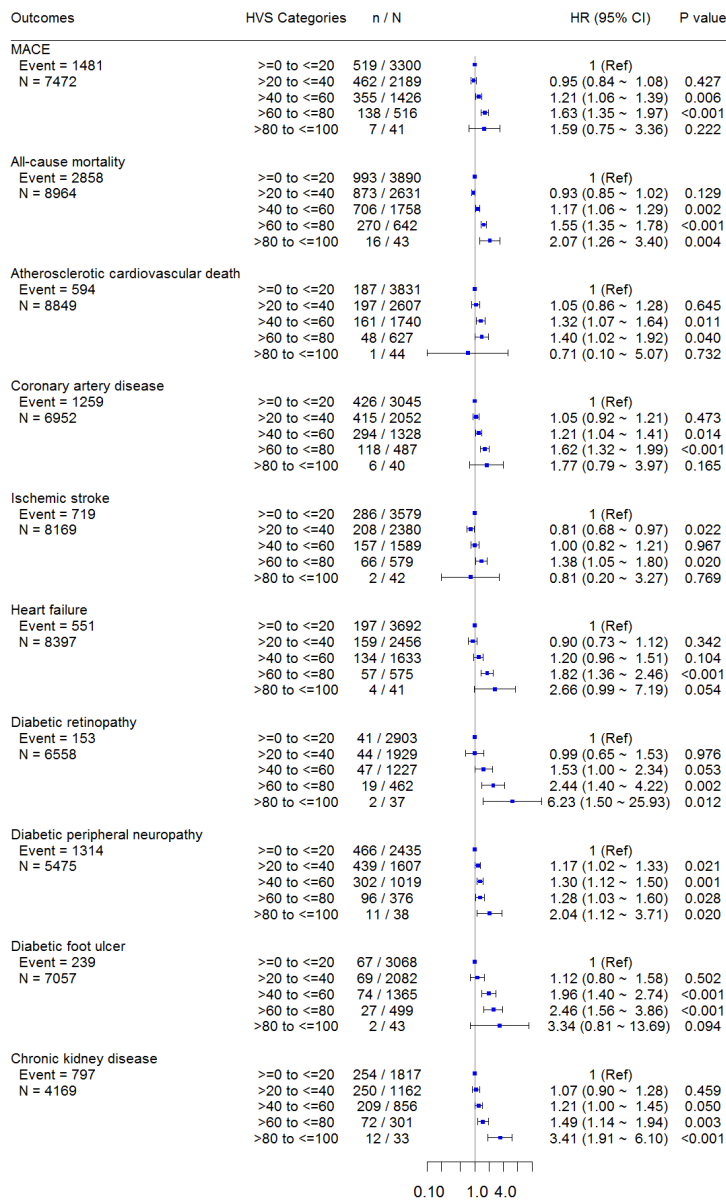 Outcomes HVS Categories n / N HR (95% CI) P value
MACE
Event = 1481 >=0 to <=20 519 / 3300 1 (Ref)
N = 7472 >20 to <=40 462 / 2189 0.95 (0.84 ~ 1.08) 0.427
>40 to <=60 355 / 1426 1.21 (1.06 ~ 1.39) 0.006
>60 to <=80 138 / 516 1.63 (1.35 ~ 1.97) <0.001
>80 to <=100 7 / 41 1.59 (0.75 ~ 3.36) 0.222
All-cause mortality
Event = 2858 >=0 to <=20 993 / 3890 1 (Ref)
N = 8964 >20 to <=40 873 / 2631 0.93 (0.85 ~ 1.02) 0.129
>40 to <=60 706 / 1758 1.17 (1.06 ~ 1.29) 0.002
>60 to <=80 270 / 642 1.55 (1.35 ~ 1.78) <0.001
>80 to <=100 16 / 43 2.07 (1.26 ~ 3.40) 0.004
Atherosclerotic cardiovascular death
Event = 594 >=0 to <=20 187 / 3831 1 (Ref)
N = 8849 >20 to <=40 197 / 2607 1.05 (0.86 ~ 1.28) 0.645
>40 to <=60 161 / 1740 1.32 (1.07 ~ 1.64) 0.011
>60 to <=80 48 / 627 1.40 (1.02 ~ 1.92) 0.040
>80 to <=100 1 / 44 0.71 (0.10 ~ 5.07) 0.732
Coronary artery disease
Event = 1259 >=0 to <=20 426 / 3045 1 (Ref)
N = 6952 >20 to <=40 415 / 2052 1.05 (0.92 ~ 1.21) 0.473
>40 to <=60 294 / 1328 1.21 (1.04 ~ 1.41) 0.014
>60 to <=80 118 / 487 1.62 (1.32 ~ 1.99) <0.001
>80 to <=100 6 / 40 1.77 (0.79 ~ 3.97) 0.165
Ischemic stroke
Event = 719 >=0 to <=20 286 / 3579 1 (Ref)
N = 8169 >20 to <=40 208 / 2380 0.81 (0.68 ~ 0.97) 0.022
>40 to <=60 157 / 1589 1.00 (0.82 ~ 1.21) 0.967
>60 to <=80 66 / 579 1.38 (1.05 ~ 1.80) 0.020
>80 to <=100 2 / 42 0.81 (0.20 ~ 3.27) 0.769
Heart failure
Event = 551 >=0 to <=20 197 / 3692 1 (Ref)
N = 8397 >20 to <=40 159 / 2456 0.90 (0.73 ~ 1.12) 0.342
>40 to <=60 134 / 1633 1.20 (0.96 ~ 1.51) 0.104
>60 to <=80 57 / 575 1.82 (1.36 ~ 2.46) <0.001
>80 to <=100 4 / 41 2.66 (0.99 ~ 7.19) 0.054
Diabetic retinopathy
Event = 153 >=0 to <=20 41 / 2903 1 (Ref)
N = 6558 >20 to <=40 44 / 1929 0.99 (0.65 ~ 1.53) 0.976
>40 to <=60 47 / 1227 1.53 (1.00 ~ 2.34) 0.053
>60 to <=80 19 / 462 2.44 (1.40 ~ 4.22) 0.002
>80 to <=100 2 / 37 6.23 (1.50 ~ 25.93) 0.012
Diabetic peripheral neuropathy
Event = 1314 >=0 to <=20 466 / 2435 1 (Ref)
N = 5475 >20 to <=40 439 / 1607 1.17 (1.02 ~ 1.33) 0.021
>40 to <=60 302 / 1019 1.30 (1.12 ~ 1.50) 0.001
>60 to <=80 96 / 376 1.28 (1.03 ~ 1.60) 0.028
>80 to <=100 11 / 38 2.04 (1.12 ~ 3.71) 0.020
Diabetic foot ulcer
Event = 239 >=0 to <=20 67 / 3068 1 (Ref)
N = 7057 >20 to <=40 69 / 2082 1.12 (0.80 ~ 1.58) 0.502
>40 to <=60 74 / 1365 1.96 (1.40 ~ 2.74) <0.001
>60 to <=80 27 / 499 2.46 (1.56 ~ 3.86) <0.001
>80 to <=100 2 / 43 3.34 (0.81 ~ 13.69) 0.094
Chronic kidney disease
Event = 797 >=0 to <=20 254 / 1817 1 (Ref)
N = 4169 >20 to <=40 250 / 1162 1.07 (0.90 ~ 1.28) 0.459
>40 to <=60 209 / 856 1.21 (1.00 ~ 1.45) 0.050
>60 to <=80 72 / 301 1.49 (1.14 ~ 1.94) 0.003
>80 to <=100 12 / 33 3.41 (1.91 ~ 6.10) <0.001
0.10 1.0 4.0